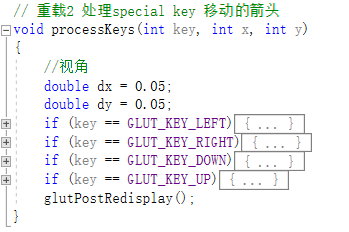 // 重载2 处理special key 移动的箭头
void processKeys(int key, int x, int y)
{
//视角
double dx = 0.05;
double dy = 0.05;
if (key == GLUT_KEY_LEFT){ ... }
if (key == GLUT_KEY_RIGHT){ ... }
if (key == GLUT_KEY_DOWN){ ... }
if (key == GLUT_KEY_UP){ ... }
glutPostRedisplay();
}